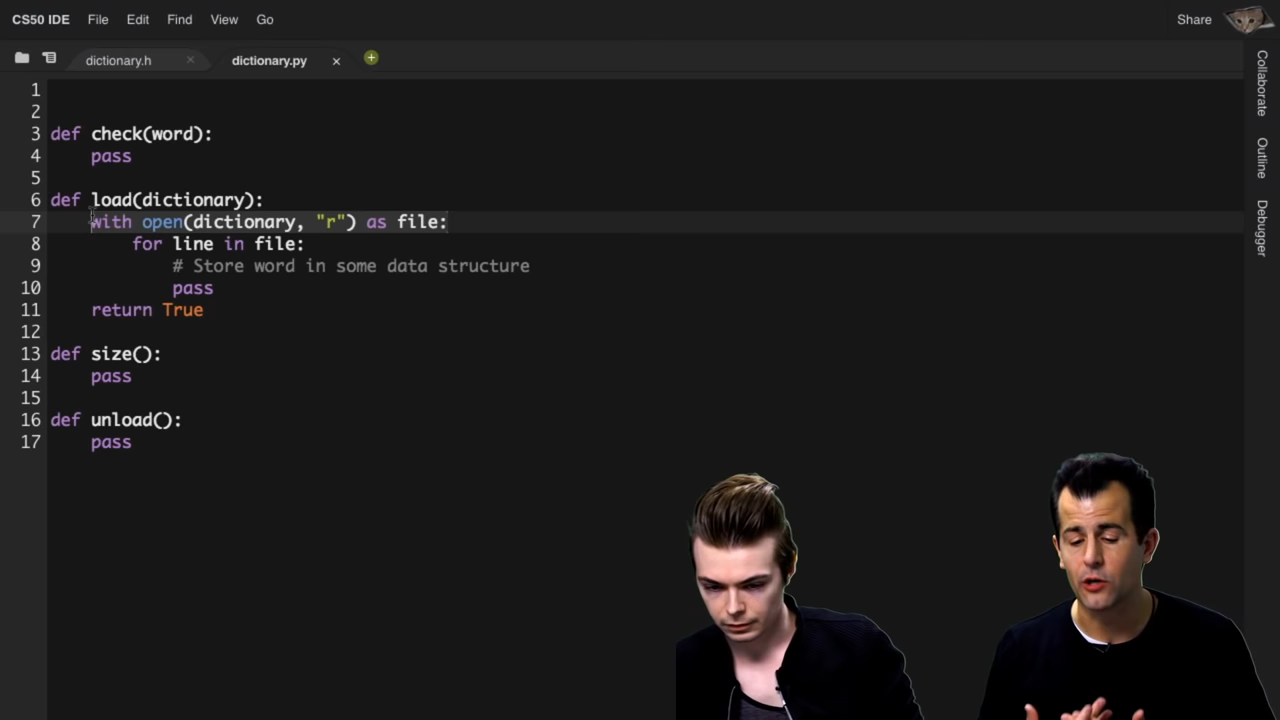 CS50 IDE File Edit Find View Go Share
dictionary.h dictionary.py
1
2
3 def check(word):
4     pass
5
6 def load(dictionary):
7     with open(dictionary, "r") as file:
8         for line in file:
9             # Store word in some data structure
10             pass
11     return True
12
13 def size():
14     pass
15
16 def unload():
17     pass
Collaborate
Outline
Debugger